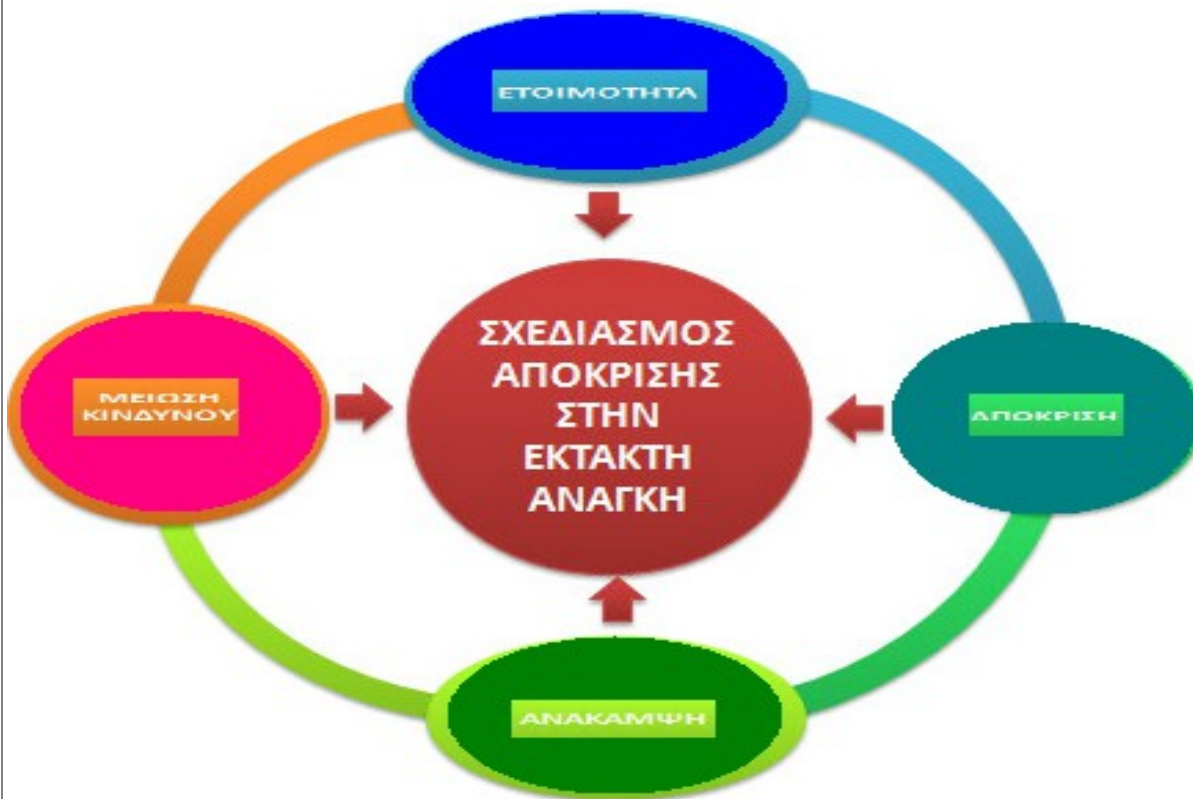 ΕΤΟΙΜΟΤΗΤΑ
ΣΧΕΔΙΑΣΜΟΣ
ΑΠΟΚΡΙΣΗΣ
ΣΤΗΝ
ΕΚΤΑΚΤΗ
ΑΝΑΓΚΗ
ΜΕΙΩΣΗ
ΚΙΝΔΥΝΟΥ
ΑΠΟΚΡΙΣΗ
ΑΝΑΚΑΜΨΗ